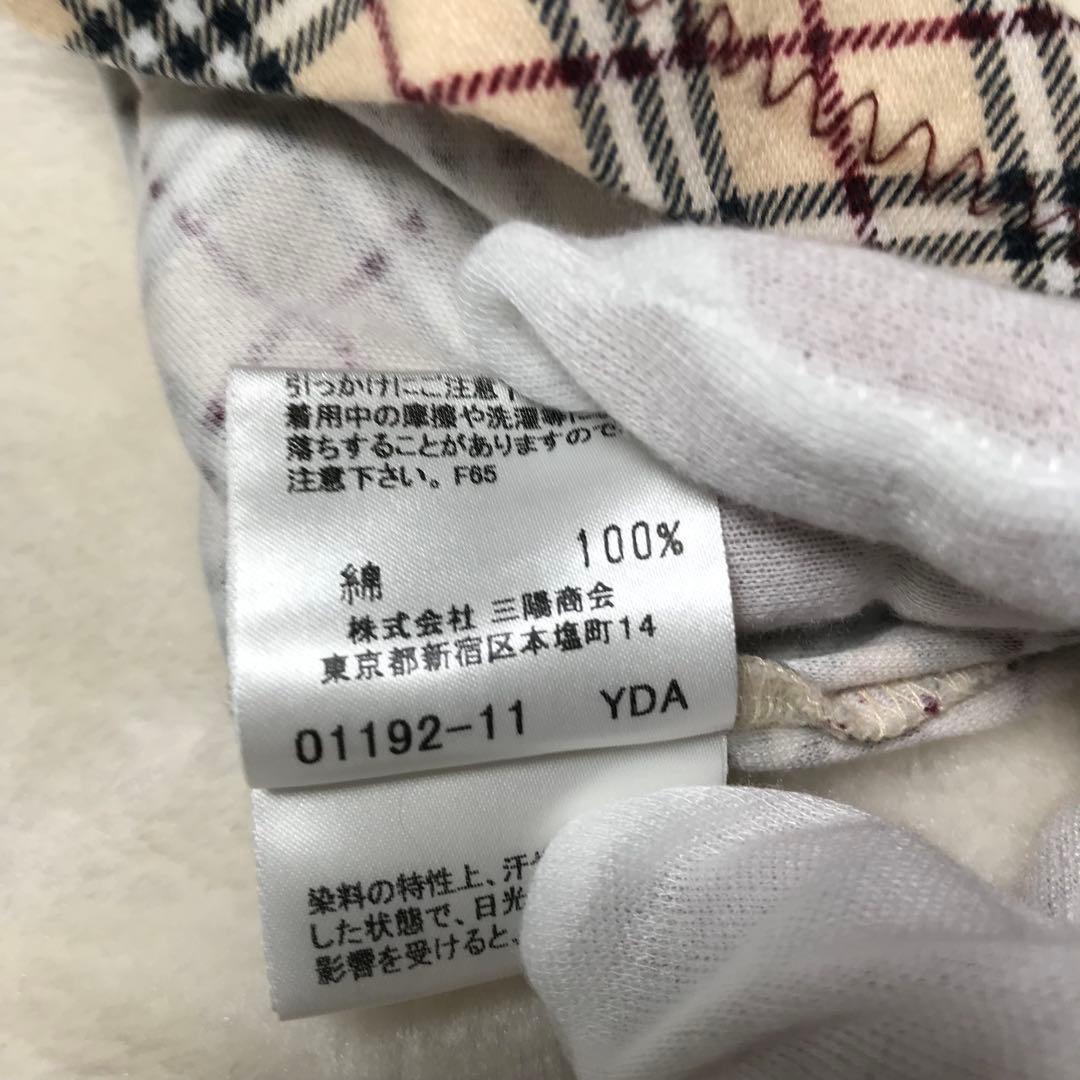 引っかけにご注意下
着用中の摩擦や洗濯等に
落ちすることがありますので
注意下さい。F65
綿 100%
株式会社 三陽商会
東京都新宿区本塩町14
01192-11 YDA
染料の特性上、汗
した状態で、日光
影響を受けると、